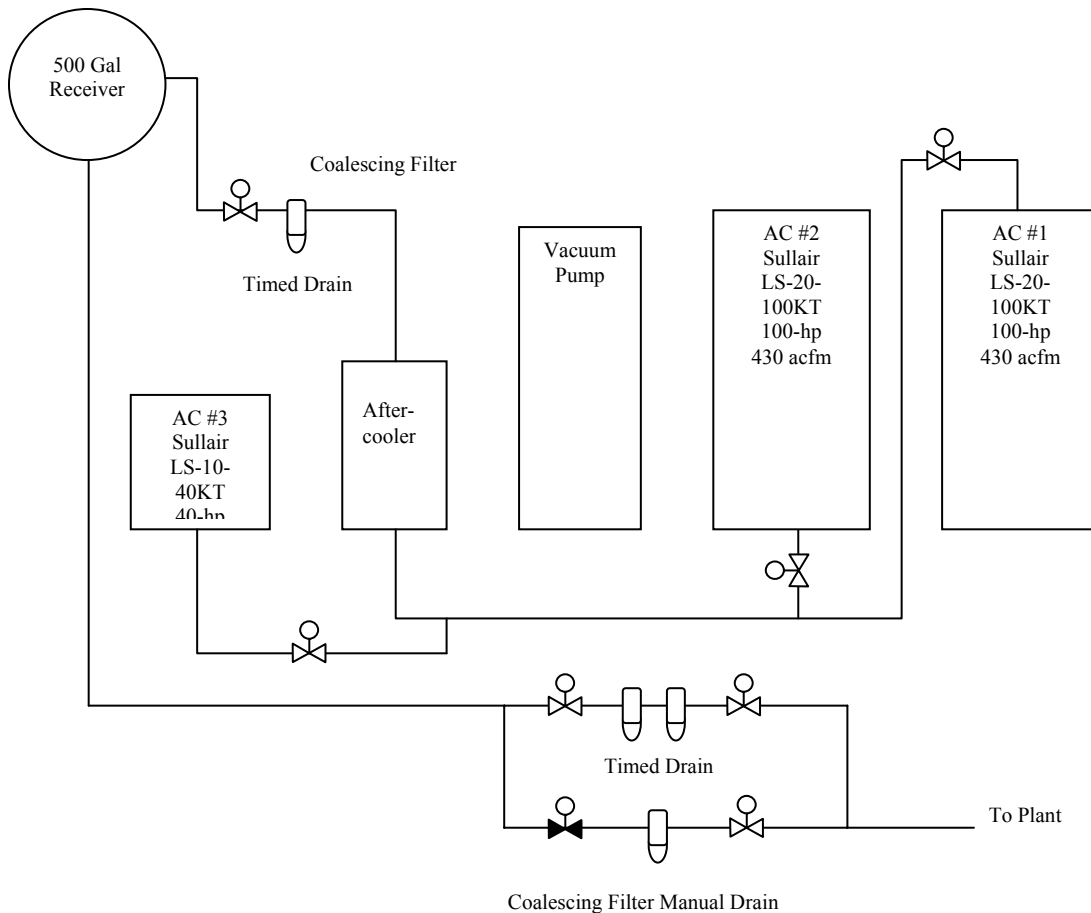 500 Gal
Receiver
Coalescing Filter
Timed Drain
Vacuum
Pump
AC #2
Sullair
LS-20-
100KT
100-hp
430 acfm
AC #1
Sullair
LS-20-
100KT
100-hp
430 acfm
After-
cooler
AC #3
Sullair
LS-10-
40KT
40-hp
Timed Drain
To Plant
Coalescing Filter Manual Drain